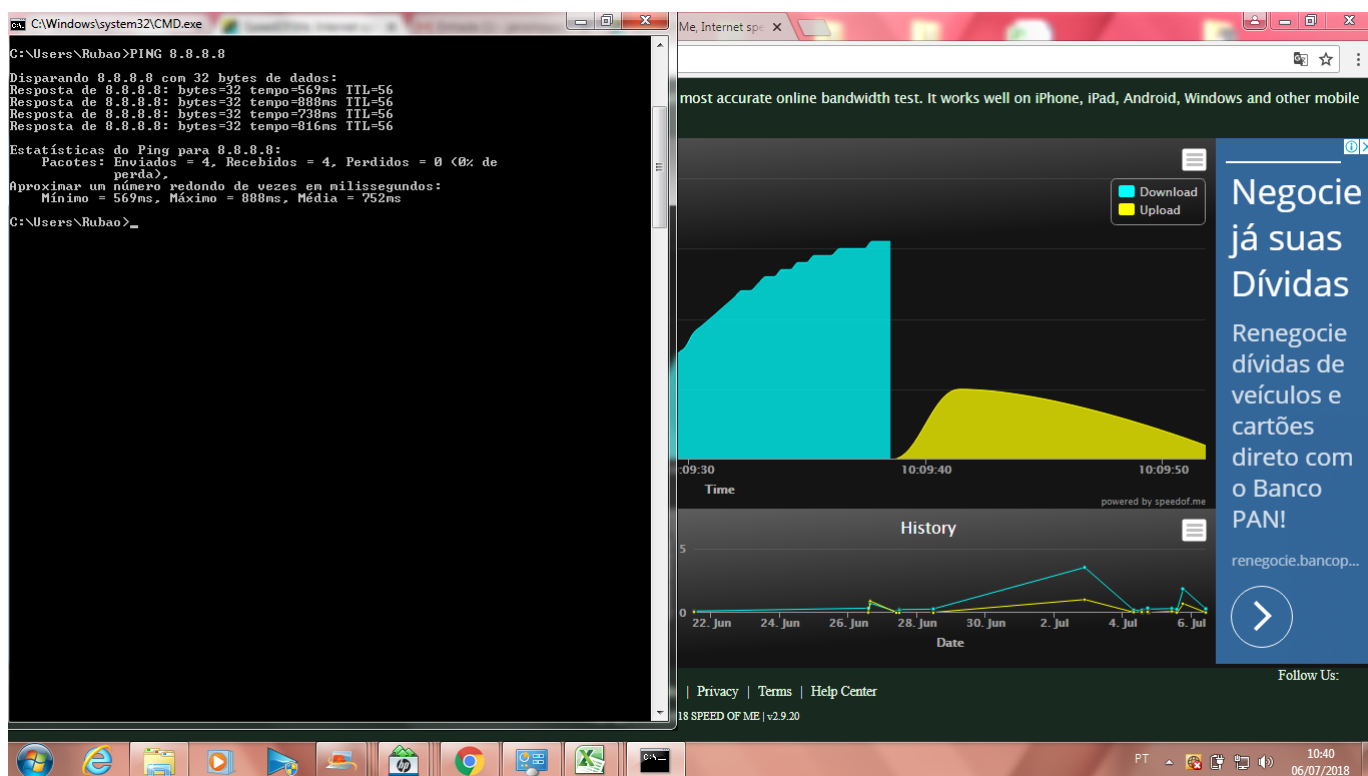 C:\Windows\system32\CMD.exe
C:\Users\Rubao>PING 8.8.8.8
Disparando 8.8.8.8 com 32 bytes de dados:
Resposta de 8.8.8.8: bytes=32 tempo=569ms TTL=56
Resposta de 8.8.8.8: bytes=32 tempo=888ms TTL=56
Resposta de 8.8.8.8: bytes=32 tempo=738ms TTL=56
Resposta de 8.8.8.8: bytes=32 tempo=816ms TTL=56
Estatísticas do Ping para 8.8.8.8:
Pacotes: Enviados = 4, Recebidos = 4, Perdidos = 0 (0% de
perda),
Aproximar um número redondo de vezes em milissegundos:
Mínimo = 569ms, Máximo = 888ms, Média = 752ms
C:\Users\Rubao>_
Me, Internet spe
most accurate online bandwidth test. It works well on iPhone, iPad, Android, Windows and other mobile
Download
Upload
:09:30 10:09:40 10:09:50
Time
powered by speedof.me
History
5
0
22. Jun 24. Jun 26. Jun 28. Jun 30. Jun 2. Jul 4. Jul 6. Jul
Date
Negocie
já suas
Dívidas
Renegocie
dívidas de
veículos e
cartões
direto com
o Banco
PAN!
renegocie.bancop...
Follow Us:
| Privacy | Terms | Help Center
18 SPEED OF ME | v2.9.20
PT
10:40
06/07/2018